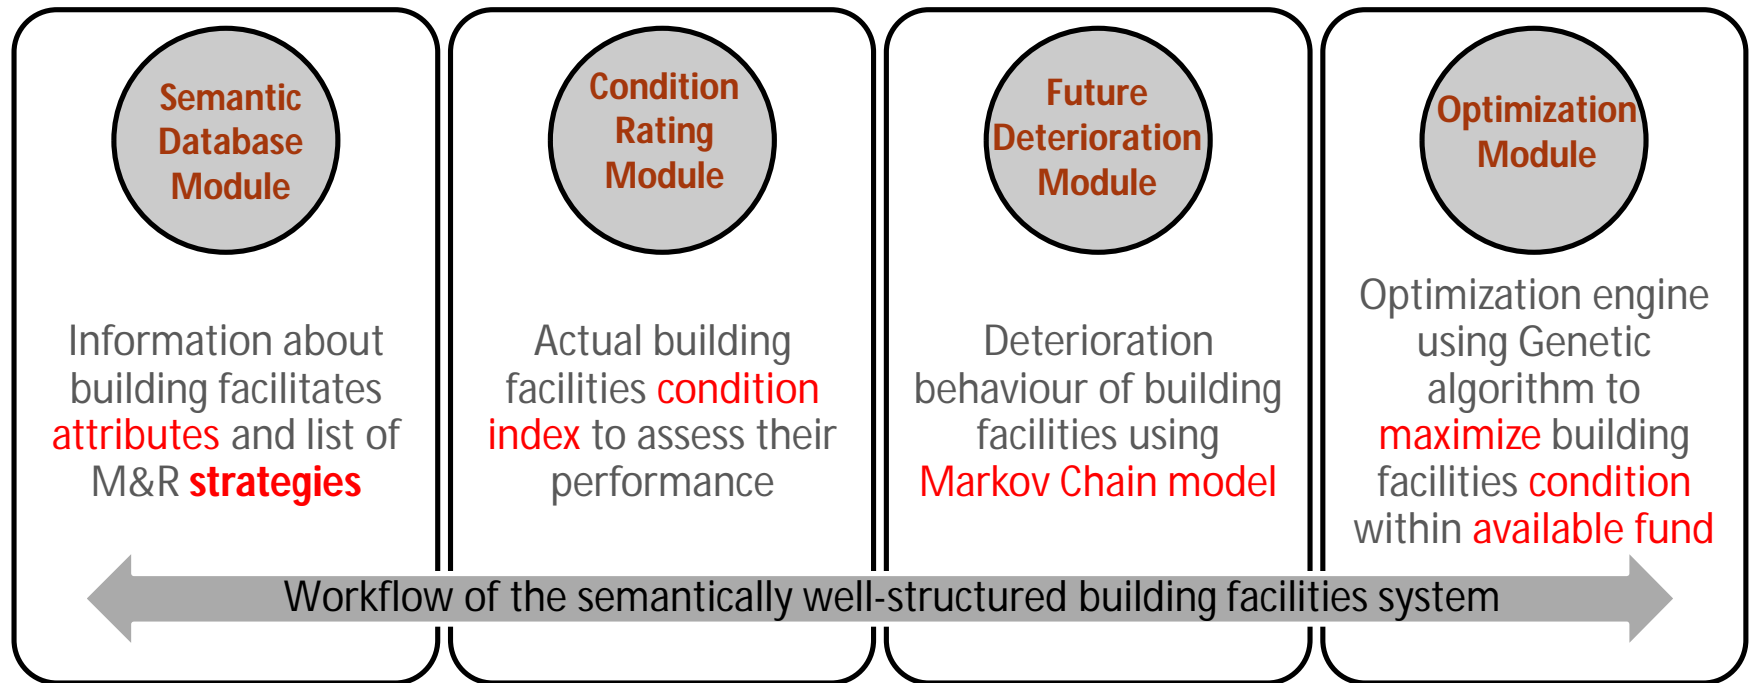 Semantic
Database
Module
Information about
building facilitates
attributes and list of
M&R strategies
Condition
Rating
Module
Actual building
facilities condition
index to assess their
performance
Future
Deterioration
Module
Deterioration
behaviour of building
facilities using
Markov Chain model
Optimization
Module
Optimization engine
using Genetic
algorithm to
maximize building
facilities condition
within available fund
Workflow of the semantically well-structured building facilities system